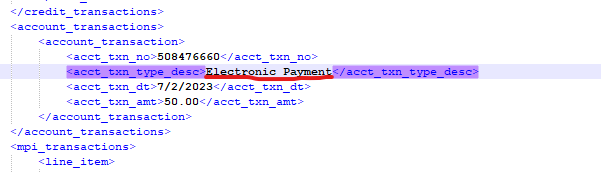 </credit_transactions>
<account_transactions>
<account_transaction>
<acct_txn_no>508476660</acct_txn_no>
<acct_txn_type_desc>Electronic Payment</acct_txn_type_desc>
<acct_txn_dt>7/2/2023</acct_txn_dt>
<acct_txn_amt>50.00</acct_txn_amt>
</account_transaction>
</account_transactions>
<mpi_transactions>
<line_item>